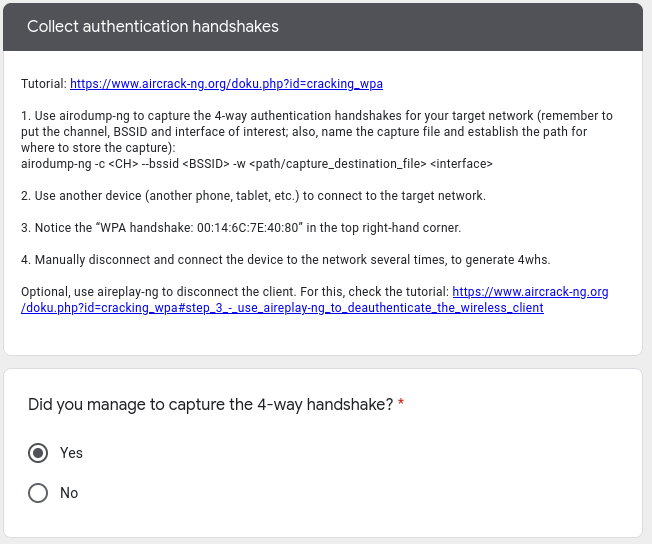 Collect authentication handshakes
Tutorial: https://www.aircrack-ng.org/doku.php?id=cracking_wpa
1. Use airodump-ng to capture the 4-way authentication handshakes for your target network (remember to
put the channel, BSSID and interface of interest; also, name the capture file and establish the path for
where to store the capture):
airodump-ng -c <CH> --bssid <BSSID> -w <path/capture_destination_file> <interface>
2. Use another device (another phone, tablet, etc.) to connect to the target network.
3. Notice the “WPA handshake: 00:14:6C:7E:40:80” in the top right-hand corner.
4. Manually disconnect and connect the device to the network several times, to generate 4whs.
Optional, use aireplay-ng to disconnect the client. For this, check the tutorial: https://www.aircrack-ng.org
/doku.php?id=cracking_wpa#step_3_-_use_aireplay-ng_to_deauthenticate_the_wireless_client
Did you manage to capture the 4-way handshake? *
Yes
No